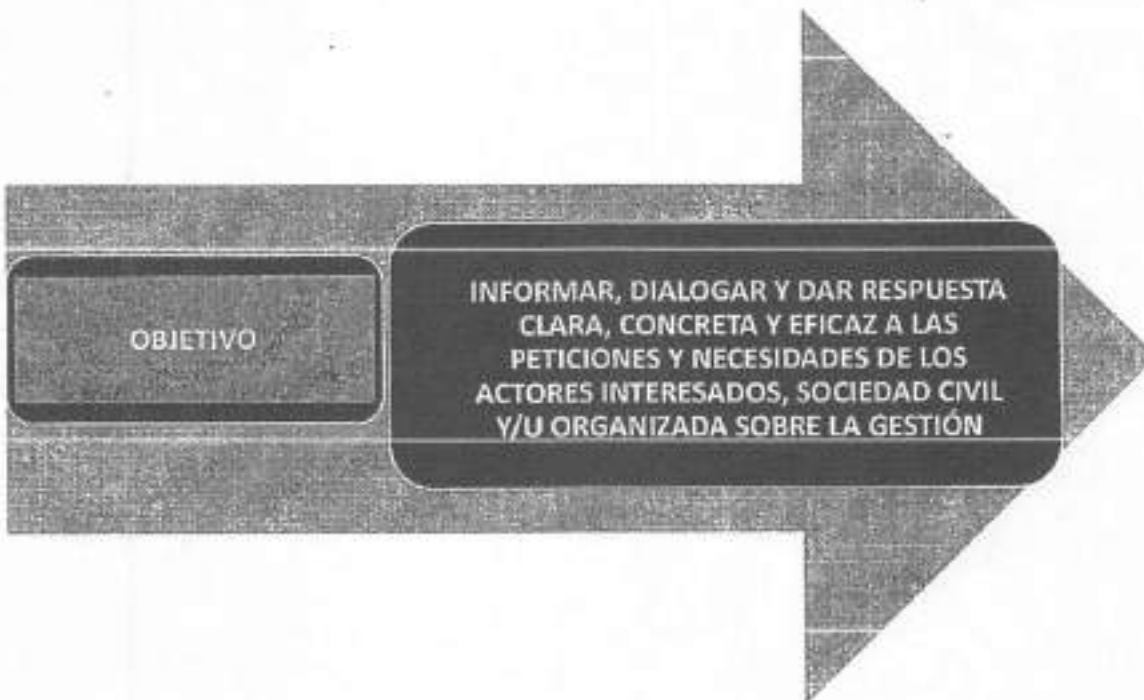 OBJETIVO
INFORMAR, DIALOGAR Y DAR RESPUESTA
CLARA, CONCRETA Y EFICAZ A LAS
PETICIONES Y NECESIDADES DE LOS
ACTORES INTERESADOS, SOCIEDAD CIVIL
Y/U ORGANIZADA SOBRE LA GESTIÓN